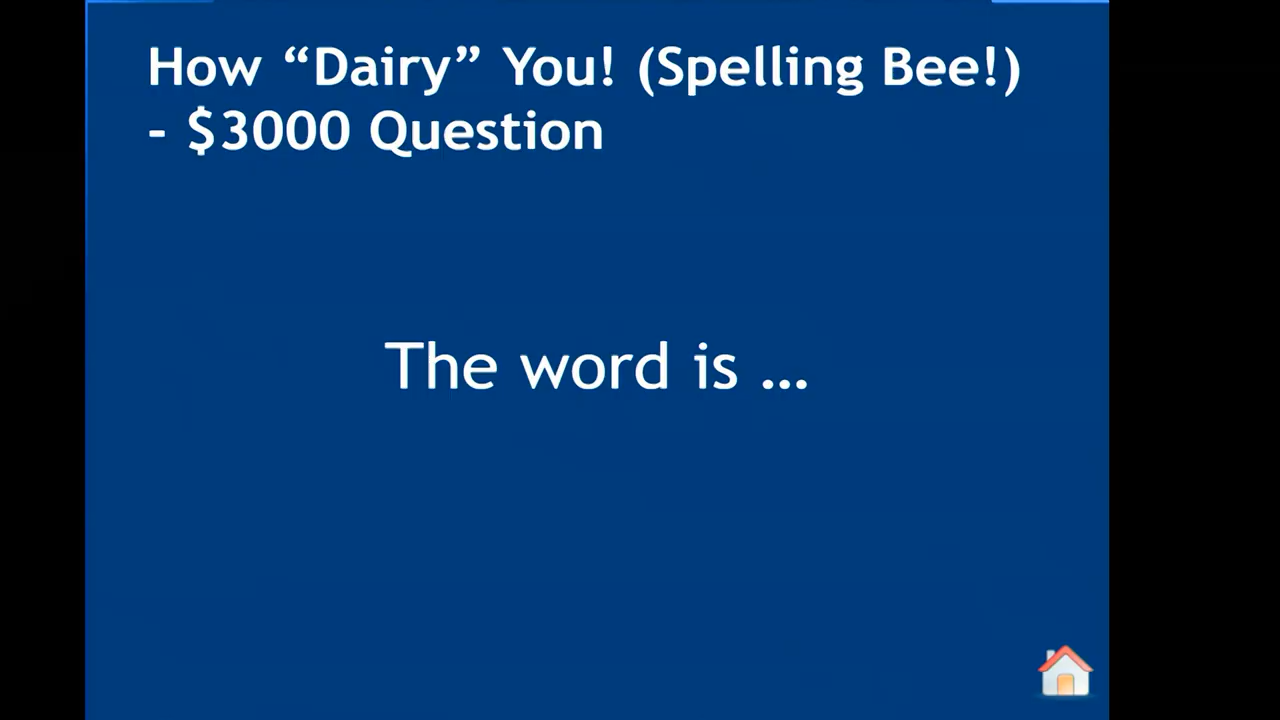 How “Dairy” You! (Spelling Bee!)
- $3000 Question
The word is …